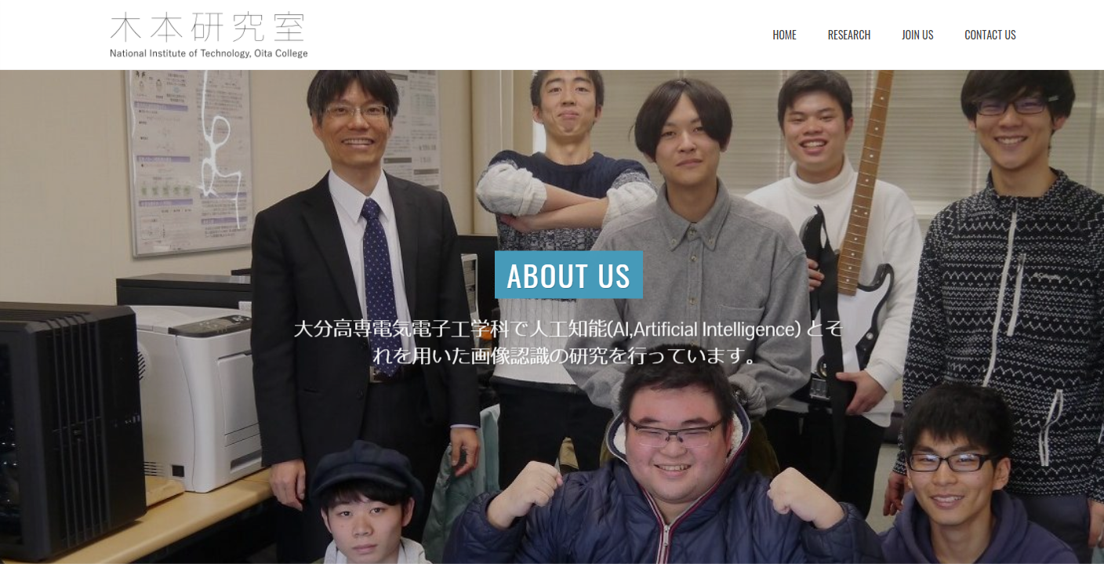 木本研究室
National Institute of Technology, Oita College
HOME RESEARCH JOIN US CONTACT US
ABOUT US
大分高専電気電子工学科で人工知能(AI,Artificial Intelligence) とそ
れを用いた画像認識の研究を行っています。